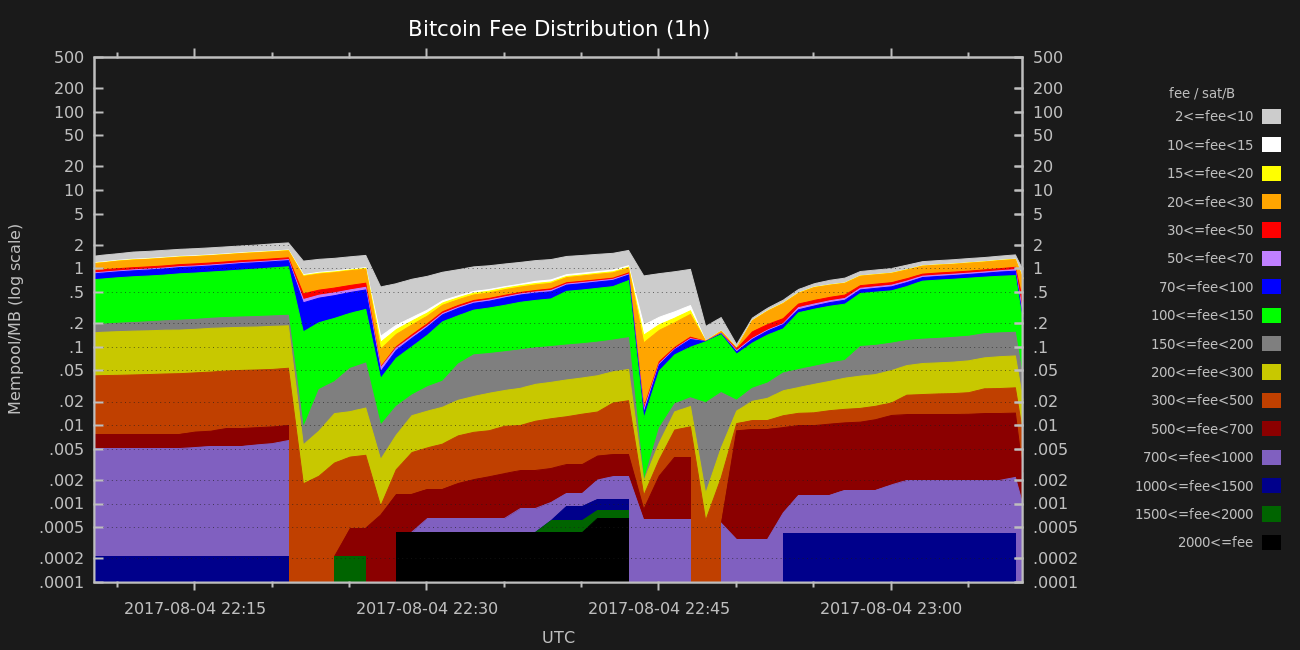 Bitcoin Fee Distribution (1h)
500
200
100
50
20
10
5
2
1
.5
.2
.1
.05
.02
.01
.005
.002
.001
.0005
.0002
.0001
Mempool/MB (log scale)
500
200
100
50
20
10
5
2
1
.5
.2
.1
.05
.02
.01
.005
.002
.001
.0005
.0002
.0001
2017-08-04 22:15
2017-08-04 22:30
2017-08-04 22:45
2017-08-04 23:00
UTC
fee / sat/B
2<=fee<10
10<=fee<15
15<=fee<20
20<=fee<30
30<=fee<50
50<=fee<70
70<=fee<100
100<=fee<150
150<=fee<200
200<=fee<300
300<=fee<500
500<=fee<700
700<=fee<1000
1000<=fee<1500
1500<=fee<2000
2000<=fee